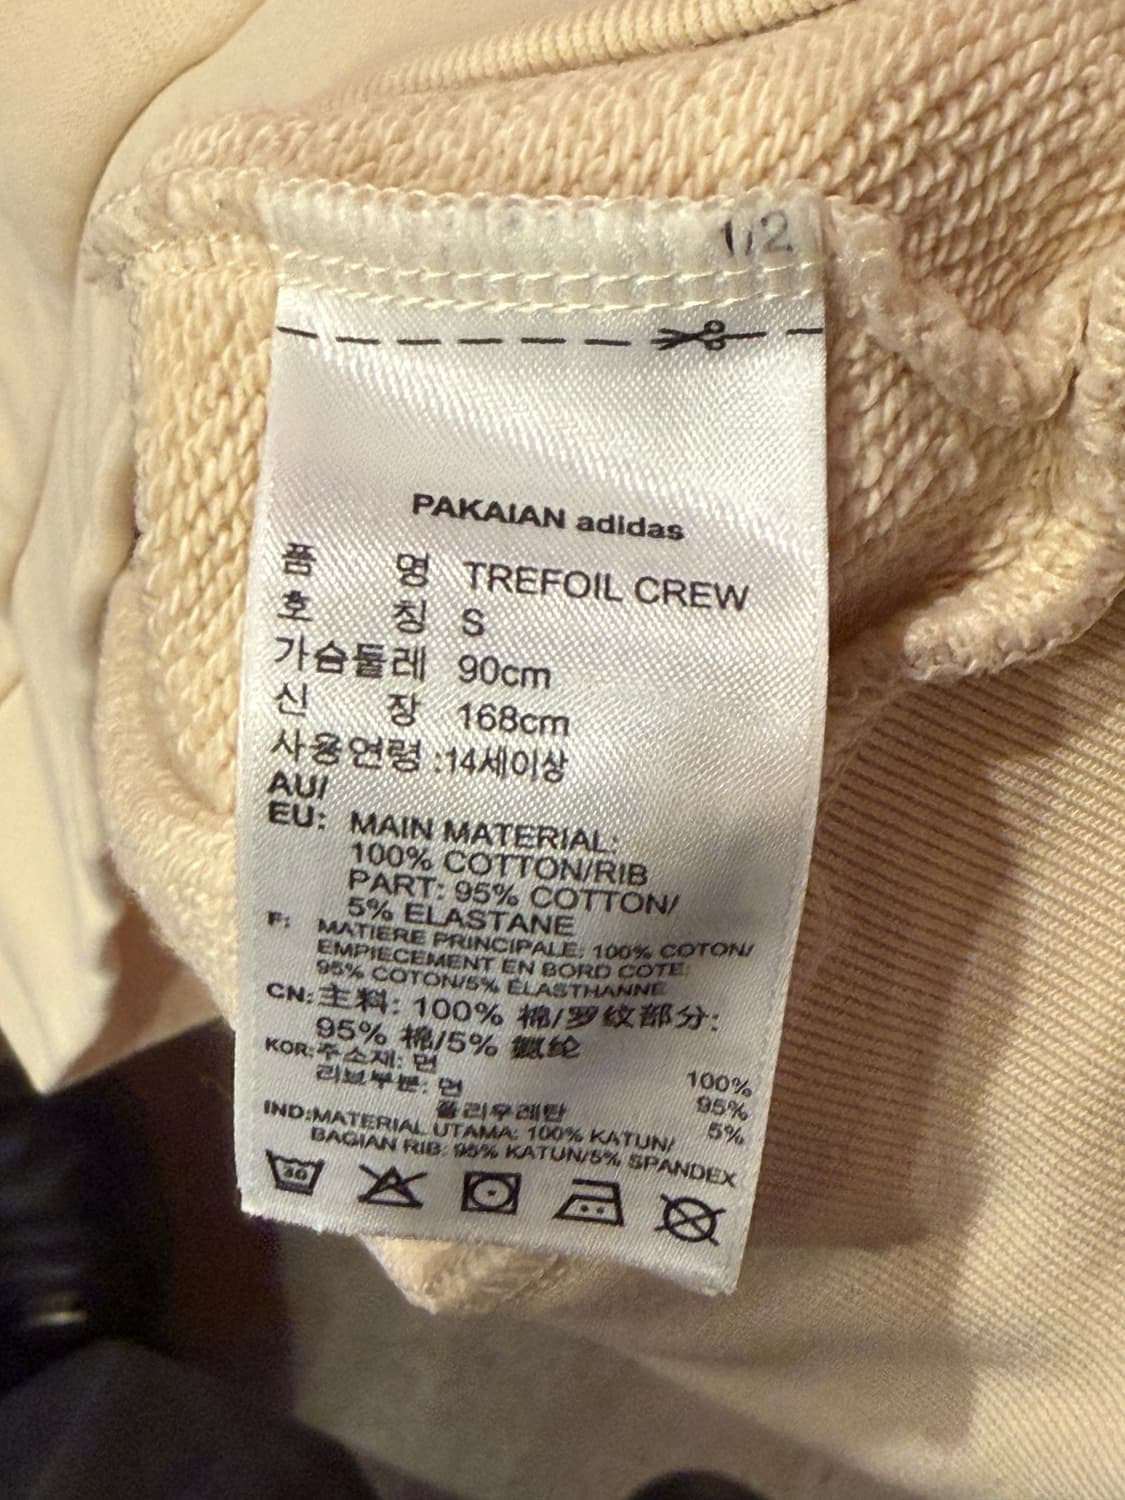 1/2
PAKAIAN adidas
품 명 TREFOIL CREW
호 칭 S
가슴둘레 90cm
신 장 168cm
사용연령 :14세이상
AU/
EU: MAIN MATERIAL:
100% COTTON/RIB
PART: 95% COTTON/
5% ELASTANE
F: MATIERE PRINCIPALE: 100% COTON/
EMPIECEMENT EN BORD COTE:
95% COTON/5% ÉLASTHANNE
CN: 主料: 100% 棉/罗纹部分:
95% 棉/5% 氨纶
KOR: 주소재: 면 100%
리브부분: 면 95%
폴리우레탄 5%
IND:MATERIAL UTAMA: 100% KATUN/
BAGIAN RIB: 95% KATUN/5% SPANDEX
30